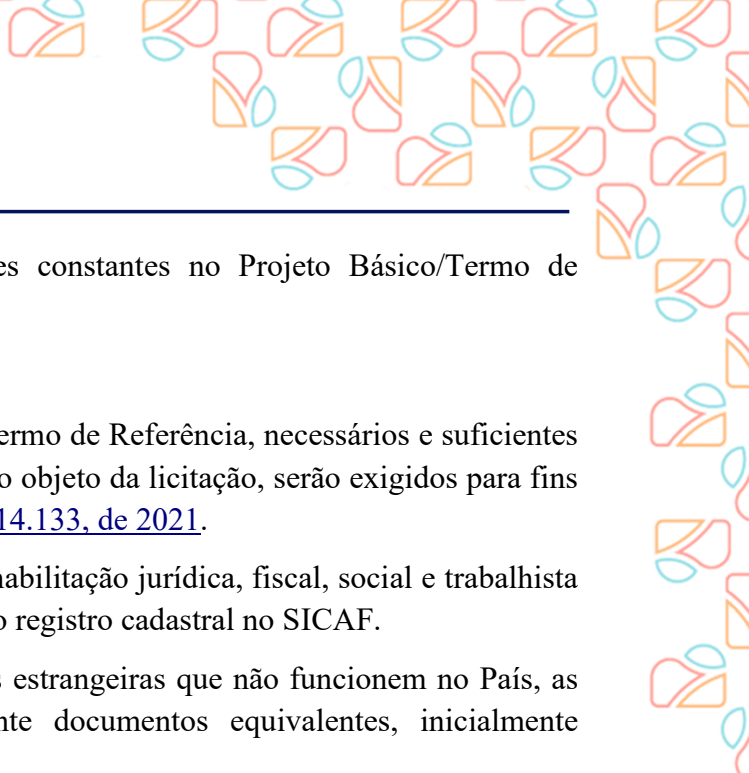 es constantes no Projeto Básico/Termo de
ermo de Referência, necessários e suficientes
o objeto da licitação, serão exigidos para fins
14.133, de 2021.
habilitação jurídica, fiscal, social e trabalhista
o registro cadastral no SICAF.
s estrangeiras que não funcionem no País, as
nte documentos equivalentes, inicialmente